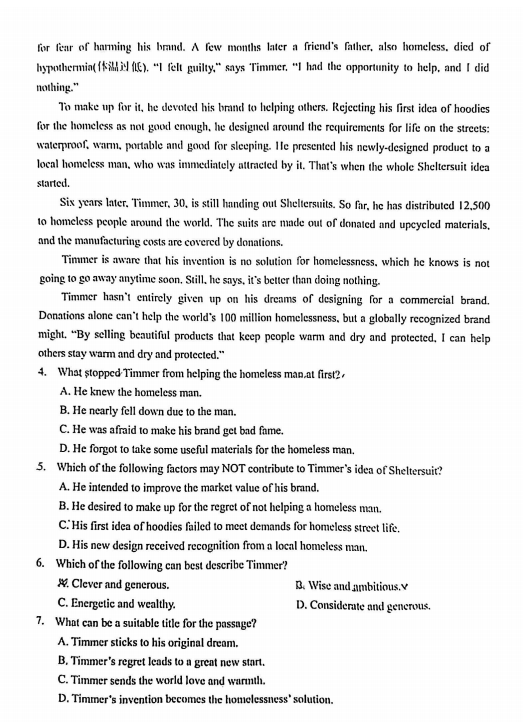 for fear of harming his brand. A few months later a friend's father, also homeless, died of
hypothermia(体温过低). "I felt guilty," says Timmer. "I had the opportunity to help, and I did
nothing."
To make up for it, he devoted his brand to helping others. Rejecting his first idea of hoodies
for the homeless as not good enough, he designed around the requirements for life on the streets:
waterproof, warm, portable and good for sleeping. He presented his newly-designed product to a
local homeless man, who was immediately attracted by it. That's when the whole Sheltersuit idea
started.
Six years later, Timmer, 30, is still handing out Sheltersuits. So far, he has distributed 12,500
to homeless people around the world. The suits are made out of donated and upcycled materials,
and the manufacturing costs are covered by donations.
Timmer is aware that his invention is no solution for homelessness, which he knows is not
going to go away anytime soon. Still, he says, it's better than doing nothing.
Timmer hasn't entirely given up on his dreams of designing for a commercial brand.
Donations alone can't help the world's 100 million homelessness, but a globally recognized brand
might. "By selling beautiful products that keep people warm and dry and protected, I can help
others stay warm and dry and protected."
4. What stopped Timmer from helping the homeless man at first?
A. He knew the homeless man.
B. He nearly fell down due to the man.
C. He was afraid to make his brand get bad fame.
D. He forgot to take some useful materials for the homeless man.
5. Which of the following factors may NOT contribute to Timmer's idea of Sheltersuit?
A. He intended to improve the market value of his brand.
B. He desired to make up for the regret of not helping a homeless man.
C. His first idea of hoodies failed to meet demands for homeless street life.
D. His new design received recognition from a local homeless man.
6. Which of the following can best describe Timmer?
A. Clever and generous. B. Wise and ambitious.
C. Energetic and wealthy. D. Considerate and generous.
7. What can be a suitable title for the passage?
A. Timmer sticks to his original dream.
B. Timmer's regret leads to a great new start.
C. Timmer sends the world love and warmth.
D. Timmer's invention becomes the homelessness' solution.